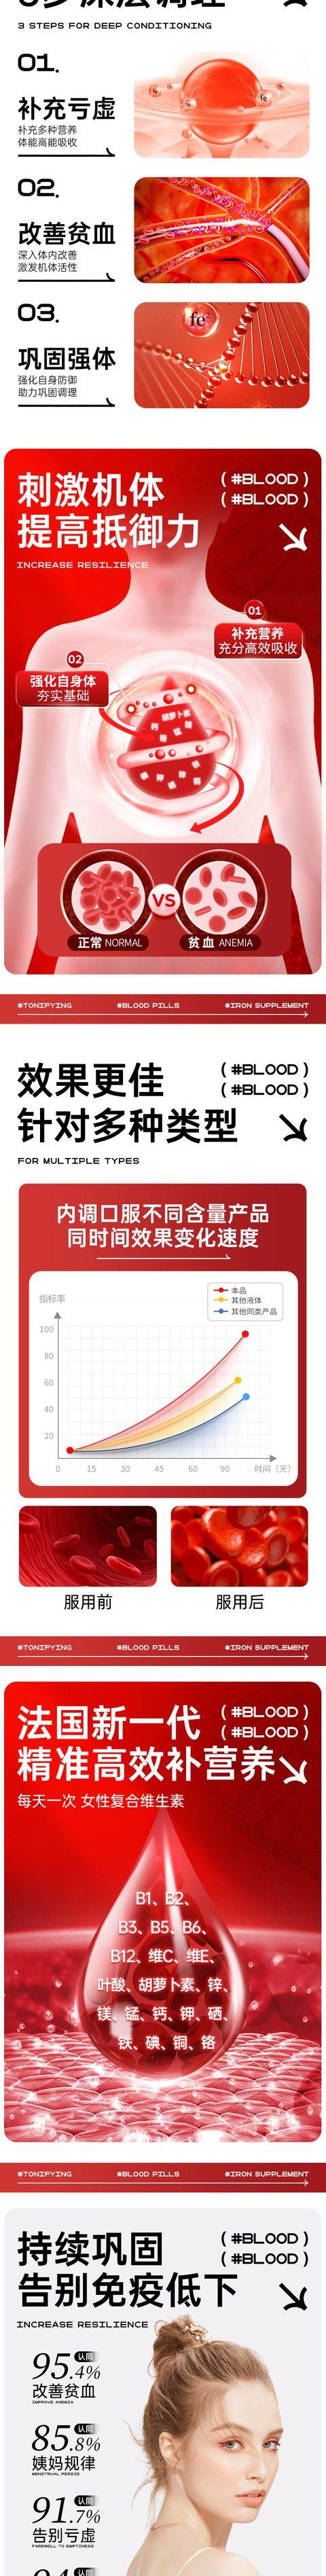 3 STEPS FOR DEEP CONDITIONING
01.
补充亏虚
补充多种营养
体能高能吸收
fe
fe
02.
改善贫血
深入体内改善
激发机体活性
03.
巩固强体
强化自身防御
助力巩固调理
fe
刺激机体
提高抵御力
(#BLOOD)
(#BLOOD)
INCREASE RESILIENCE
01
补充营养
充分高效吸收
02
强化自身体
夯实基础
胡萝卜素
正常 NORMAL
VS
贫血 ANEMIA
#TONIFYING #BLOOD PILLS #IRON SUPPLEMENT
效果更佳
针对多种类型
(#BLOOD)
(#BLOOD)
FOR MULTIPLE TYPES
内调口服不同含量产品
同时间效果变化速度
本品
其他液体
其他同类产品
指标率
100
80
60
40
20
0 15 30 45 60 90 时间（天）
服用前 服用后
#TONIFYING #BLOOD PILLS #IRON SUPPLEMENT
法国新一代
精准高效补营养
(#BLOOD)
(#BLOOD)
每天一次 女性复合维生素
B1、B2、
B3、B5、B6、
B12、维C、维E、
叶酸、胡萝卜素、锌、
镁、锰、钙、钾、硒、
铁、碘、铜、铬
#TONIFYING #BLOOD PILLS #IRON SUPPLEMENT
持续巩固
告别免疫低下
(#BLOOD)
(#BLOOD)
INCREASE RESILIENCE
95.4% 认同
改善贫血
IMPROVE ANEMIA
85.8% 认同
姨妈规律
MENSTRUAL PERIOD
91.7% 认同
告别亏虚
FAREWELL TO EMPTINESS
认同